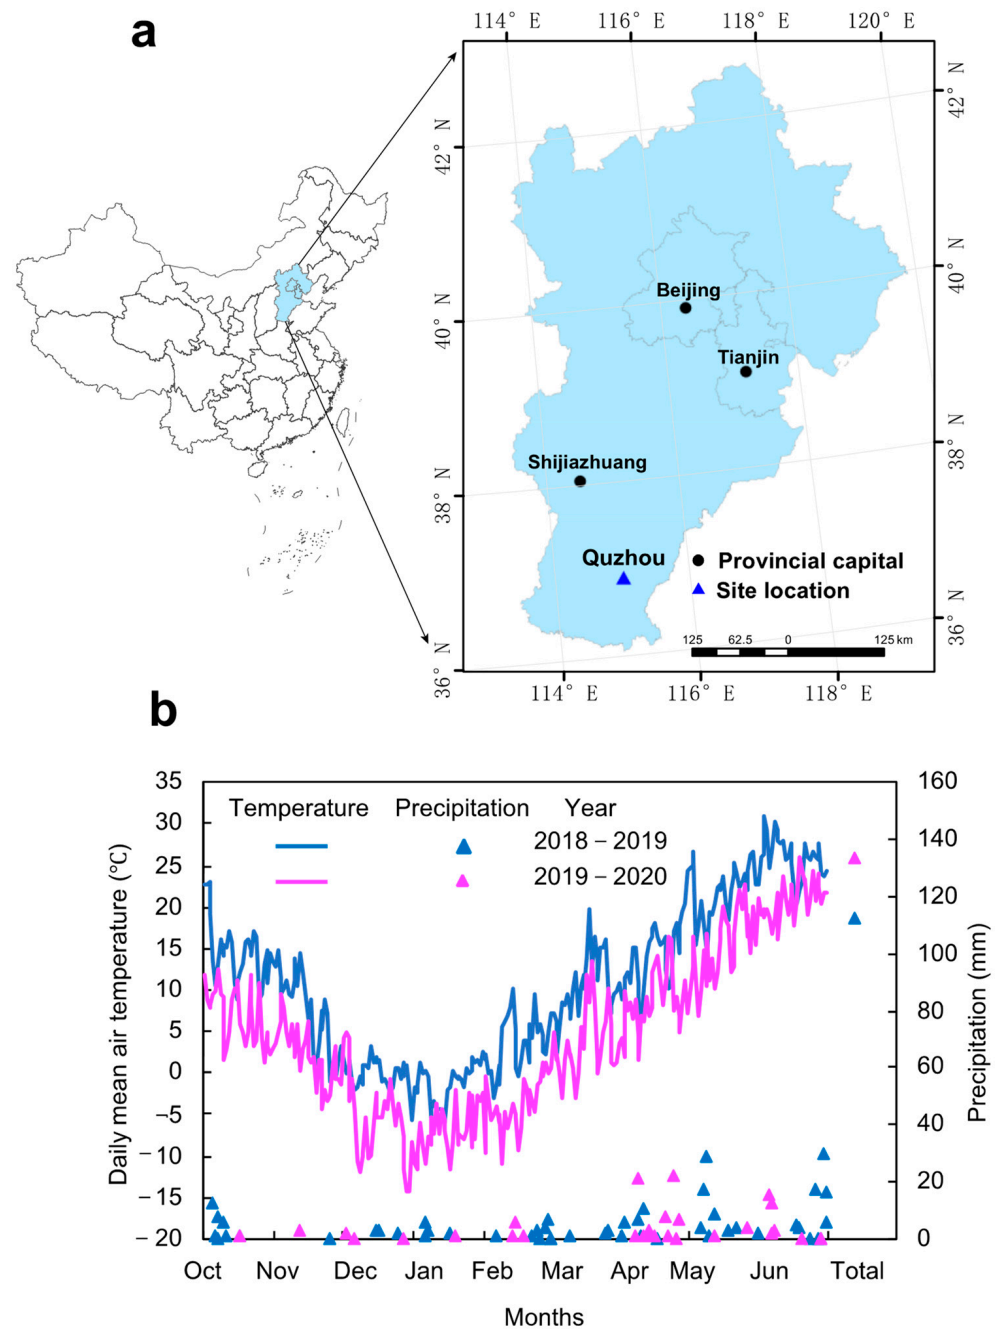 a
114° E 116° E 118° E 120° E
42° N
42° N
40° N
40° N
38° N
38° N
36° N
36° N
Beijing
Tianjin
Shijiazhuang
Quzhou
Provincial capital
Site location
125 62.5 0 125 km
114° E 116° E 118° E
b
Temperature Precipitation Year
2018 – 2019
2019 – 2020
Daily mean air temperature (℃)
35
30
25
20
15
10
5
0
–5
–10
–15
–20
160
140
120
100
80
60
40
20
0
Precipitation (mm)
Oct Nov Dec Jan Feb Mar Apr May Jun Total
Months